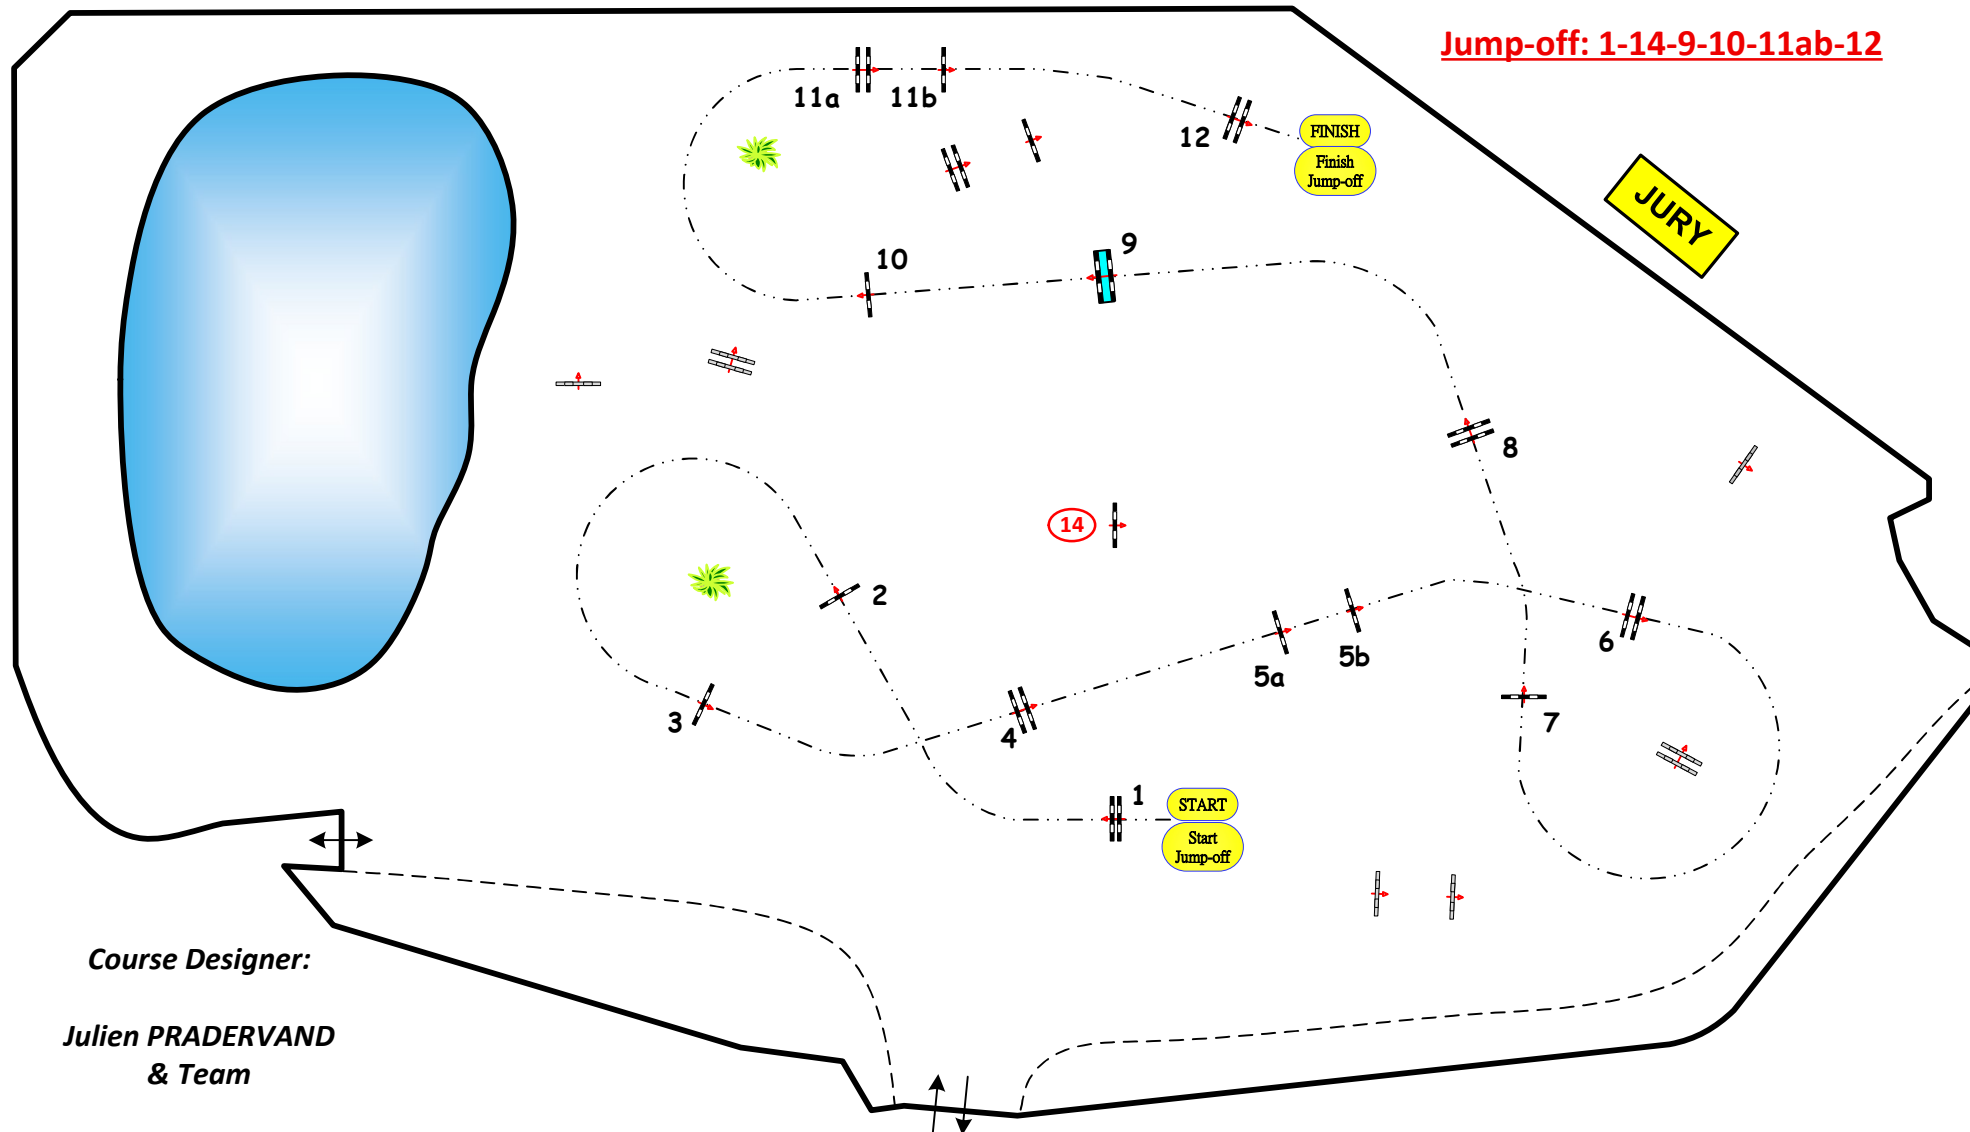 Jump-off: 1-14-9-10-11ab-12
11a
11b
12
FINISH
Finish
Jump-off
JURY
9
10
8
14
2
5a
5b
6
3
4
7
1
START
Start
Jump-off
Course Designer:
Julien PRADERVAND
& Team